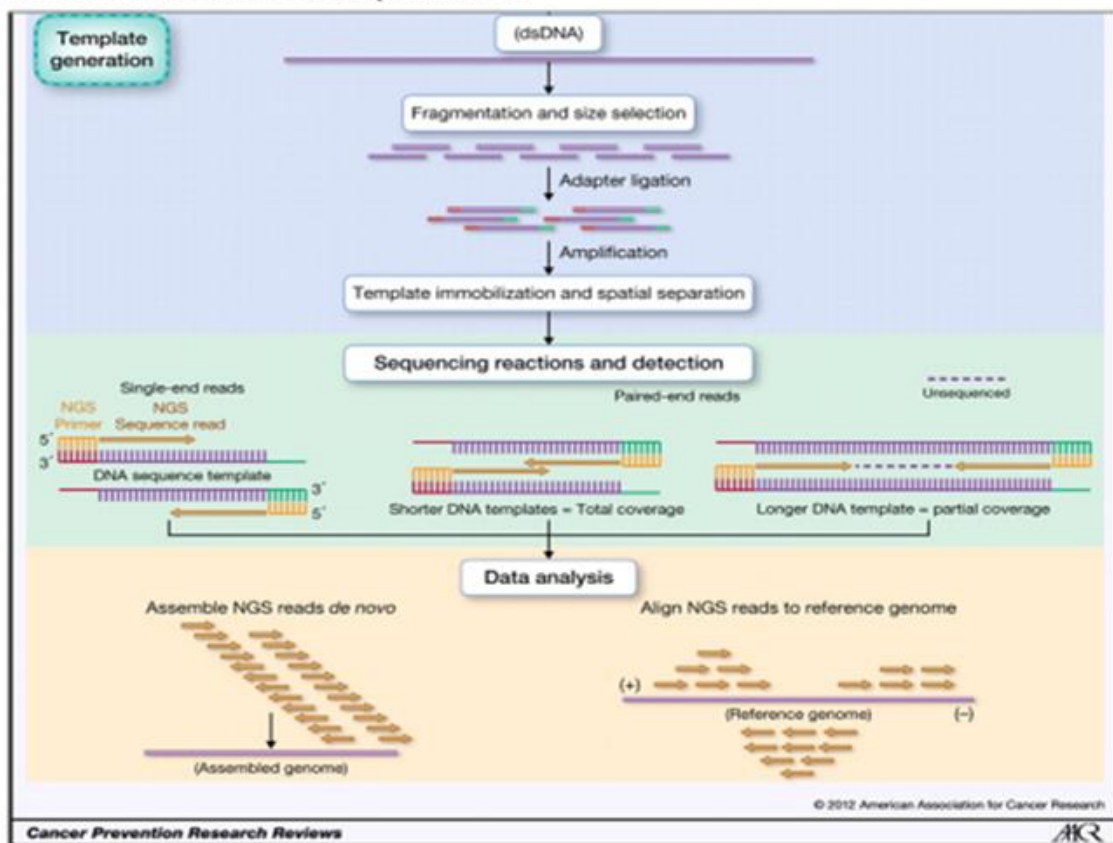 Template
generation
(dsDNA)
Fragmentation and size selection
Adapter ligation
Amplification
Template immobilization and spatial separation
Sequencing reactions and detection
Single-end reads
Paired-end reads
Unsequenced
NGS
Primer
NGS
Sequence read
5´
3´
DNA sequence template
3´
5´
Shorter DNA templates = Total coverage
Longer DNA template = partial coverage
Data analysis
Assemble NGS reads de novo
Align NGS reads to reference genome
(+)
(Reference genome)
(–)
(Assembled genome)
© 2012 American Association for Cancer Research
Cancer Prevention Research Reviews